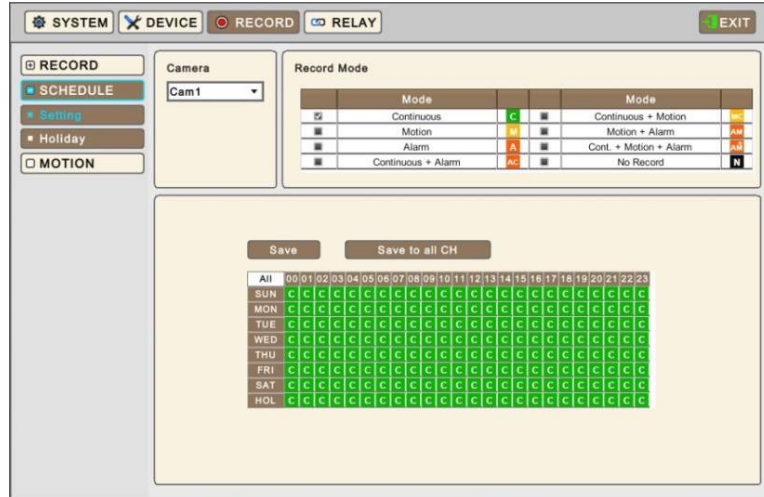 SYSTEM DEVICE RECORD RELAY EXIT
RECORD
SCHEDULE
Setting
Holiday
MOTION
Camera
Cam1
Record Mode
Mode Mode
Continuous C Continuous + Motion MC
Motion M Motion + Alarm AM
Alarm A Cont. + Motion + Alarm
Continuous + Alarm AC No Record N
Save Save to all CH
All 00 01 02 03 04 05 06 07 08 09 10 11 12 13 14 15 16 17 18 19 20 21 22 23
SUN C C C C C C C C C C C C C C C C C C C C C C C C
MON C C C C C C C C C C C C C C C C C C C C C C C C
TUE C C C C C C C C C C C C C C C C C C C C C C C C
WED C C C C C C C C C C C C C C C C C C C C C C C C
THU C C C C C C C C C C C C C C C C C C C C C C C C
FRI C C C C C C C C C C C C C C C C C C C C C C C C
SAT C C C C C C C C C C C C C C C C C C C C C C C C
HOL C C C C C C C C C C C C C C C C C C C C C C C C